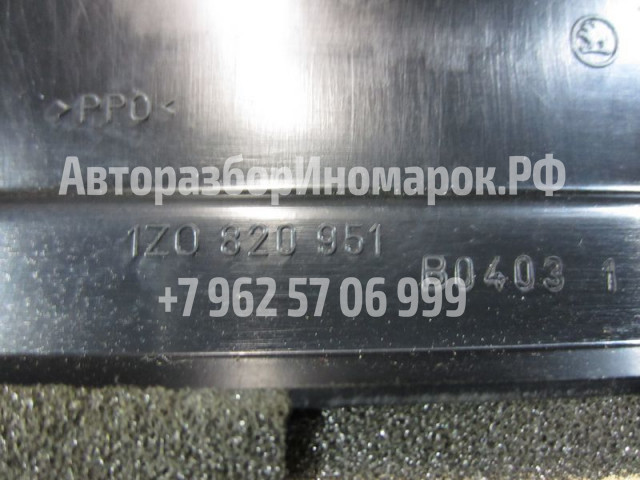 >PPO<
АвторазборИномарок.РФ
1Z0 820 951
B0403 1
+7 962 57 06 999